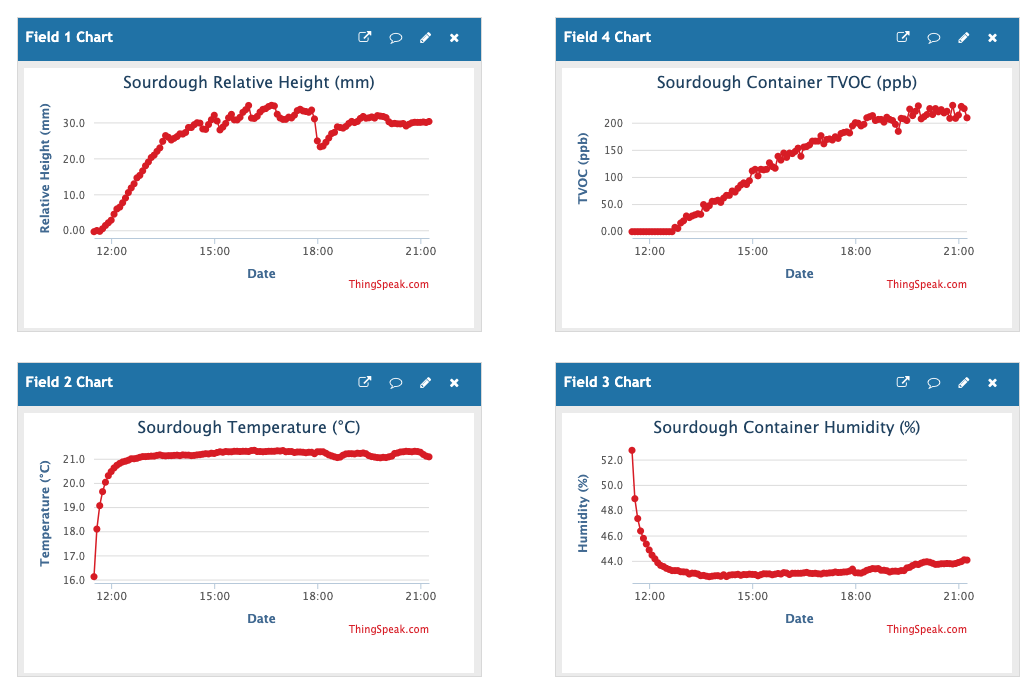 Field 1 Chart
Sourdough Relative Height (mm)
Relative Height (mm)
30.0
20.0
10.0
0.00
12:00 15:00 18:00 21:00
Date
ThingSpeak.com
Field 4 Chart
Sourdough Container TVOC (ppb)
TVOC (ppb)
200
150
100
50.0
0.00
12:00 15:00 18:00 21:00
Date
ThingSpeak.com
Field 2 Chart
Sourdough Temperature (°C)
Temperature (°C)
21.0
20.0
19.0
18.0
17.0
16.0
12:00 15:00 18:00 21:00
Date
ThingSpeak.com
Field 3 Chart
Sourdough Container Humidity (%)
Humidity (%)
52.0
50.0
48.0
46.0
44.0
12:00 15:00 18:00 21:00
Date
ThingSpeak.com